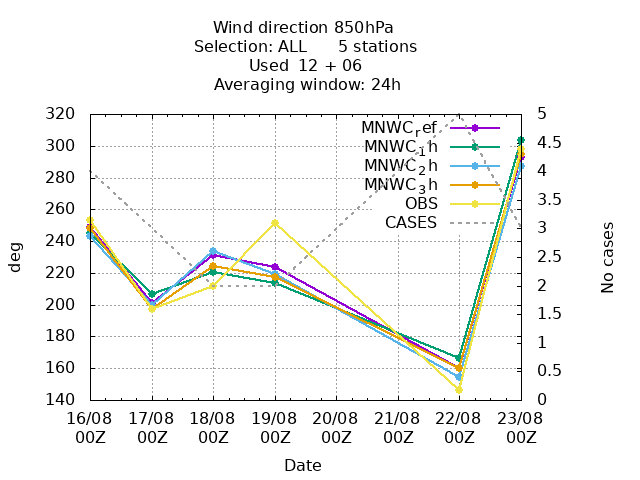 Wind direction 850hPa
Selection: ALL 5 stations
Used 12 + 06
Averaging window: 24h
320
300
280
260
240
220
200
180
160
140
deg
5
4.5
4
3.5
3
2.5
2
1.5
1
0.5
0
No cases
MNWC_ref
MNWC_1h
MNWC_2h
MNWC_3h
OBS
CASES
16/08 17/08 18/08 19/08 20/08 21/08 22/08 23/08
00Z 00Z 00Z 00Z 00Z 00Z 00Z 00Z
Date